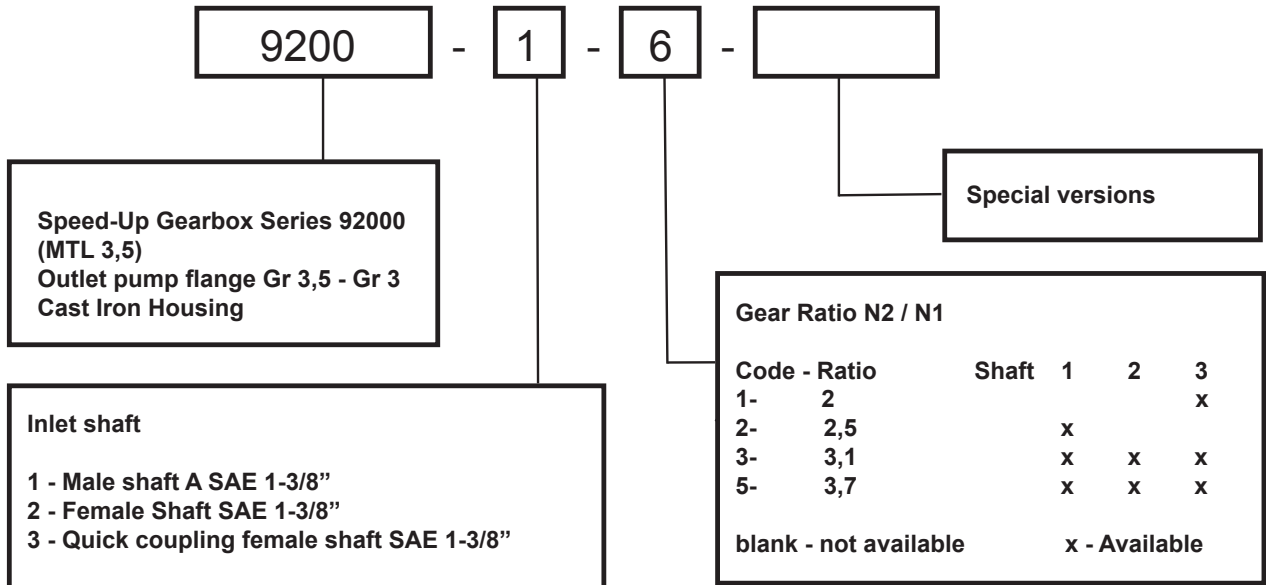 9200 - 1 - 6 -
Speed-Up Gearbox Series 92000
(MTL 3,5)
Outlet pump flange Gr 3,5 - Gr 3
Cast Iron Housing
Special versions
Inlet shaft
1 - Male shaft A SAE 1-3/8”
2 - Female Shaft SAE 1-3/8”
3 - Quick coupling female shaft SAE 1-3/8”
Gear Ratio N2 / N1
Code - Ratio Shaft 1 2 3
1- 2 x
2- 2,5 x
3- 3,1 x x x
5- 3,7 x x x
blank - not available x - Available